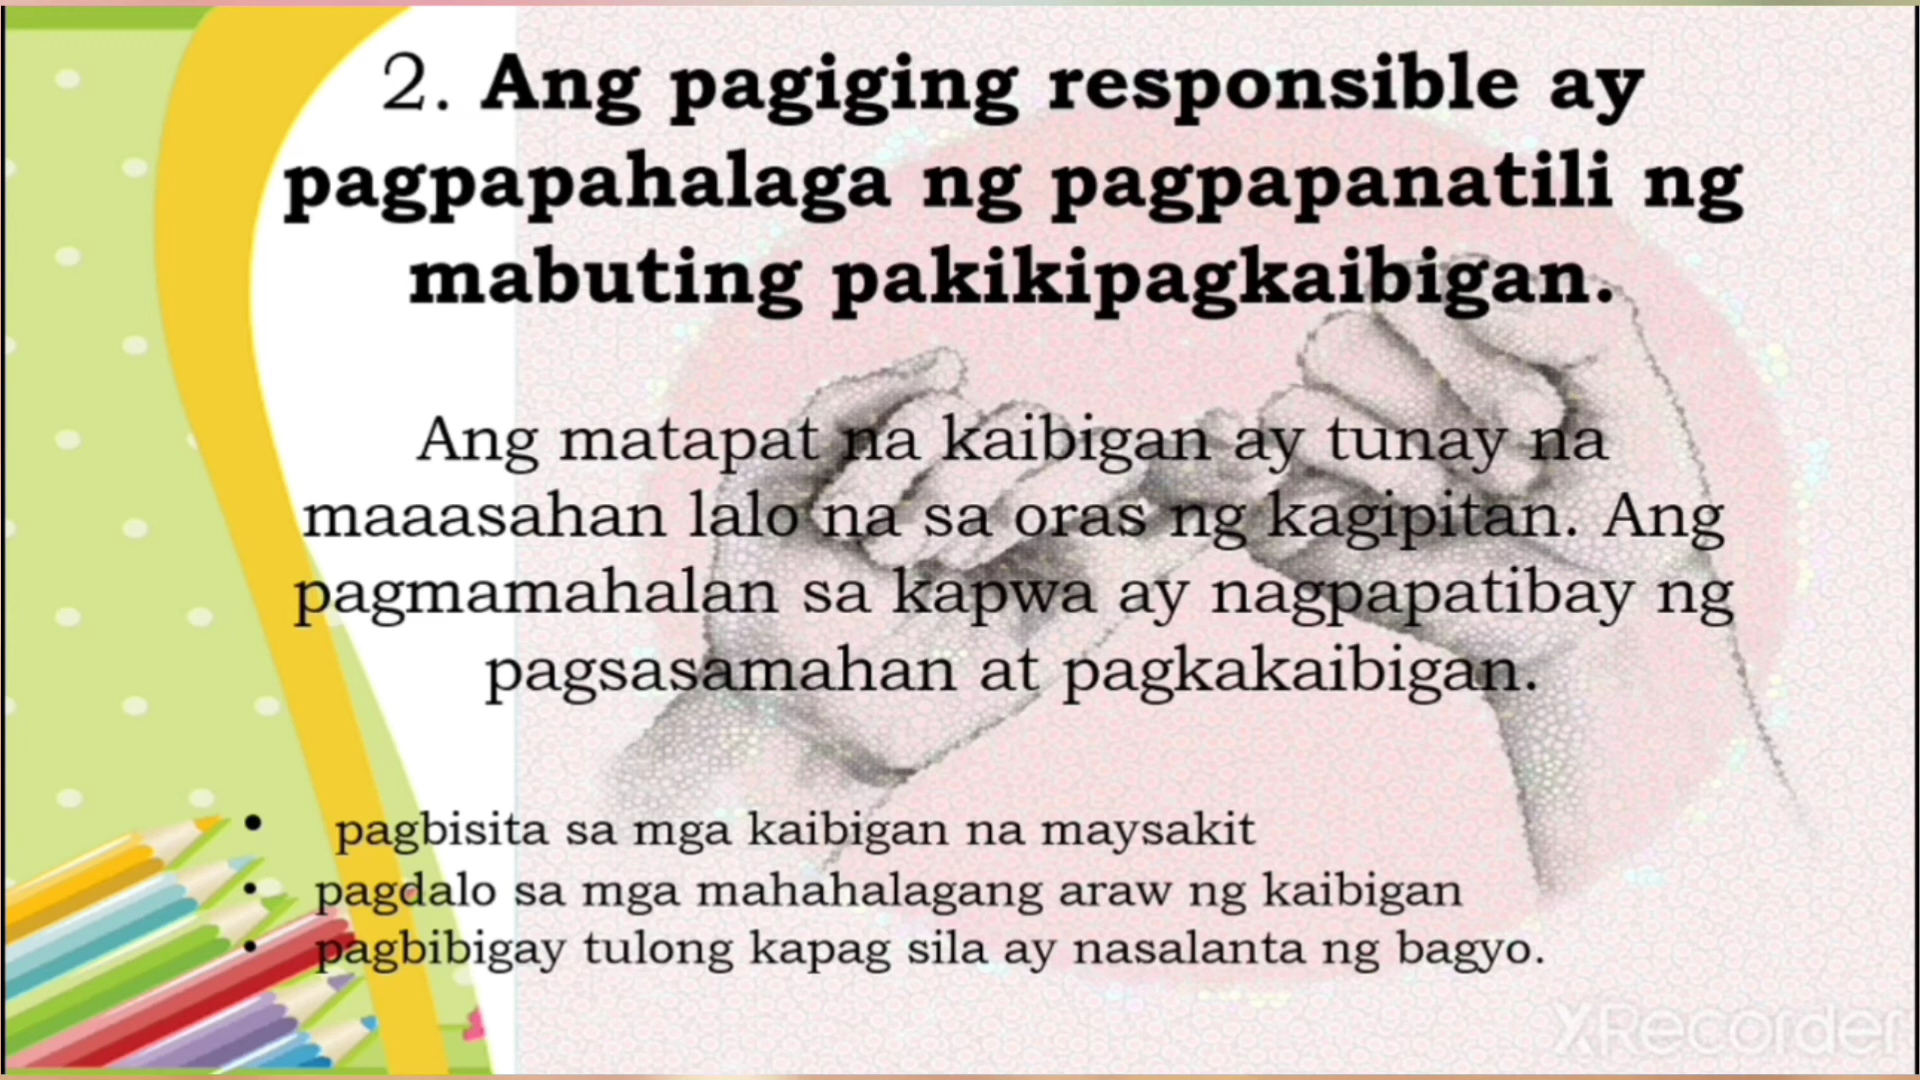 2. Ang pagiging responsible ay
pagpapahalaga ng pagpapanatili ng
mabuting pakikipagkaibigan.
Ang matapat na kaibigan ay tunay na
maaasahan lalo na sa oras ng kagipitan. Ang
pagmamahalan sa kapwa ay nagpapatibay ng
pagsasamahan at pagkakaibigan.
• pagbisita sa mga kaibigan na maysakit
• pagdalo sa mga mahahalagang araw ng kaibigan
• pagbibigay tulong kapag sila ay nasalanta ng bagyo.
XRecorder